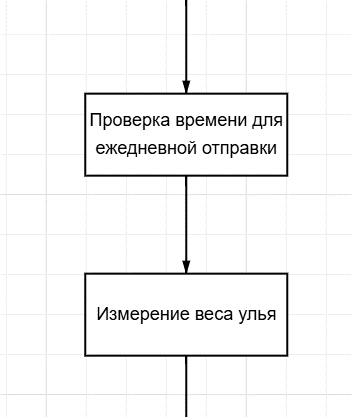 Проверка времени для
ежедневной отправки
Измерение веса улья